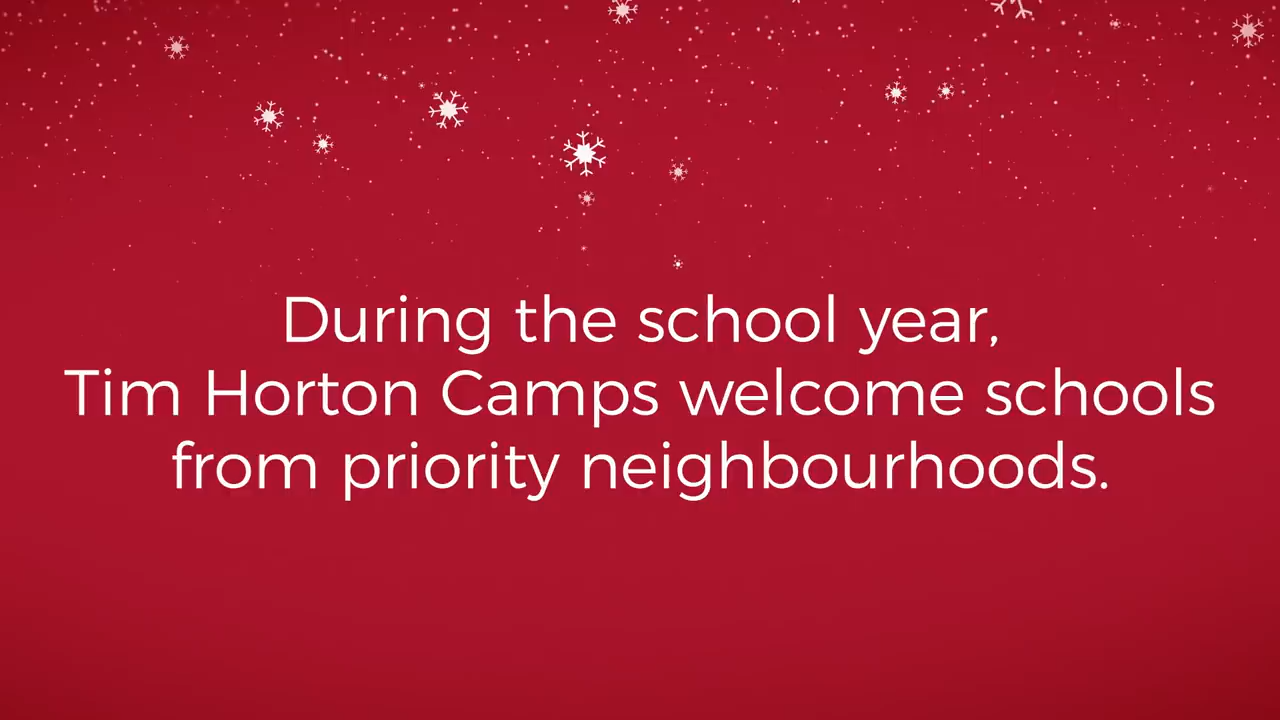 During the school year,
Tim Horton Camps welcome schools
from priority neighbourhoods.